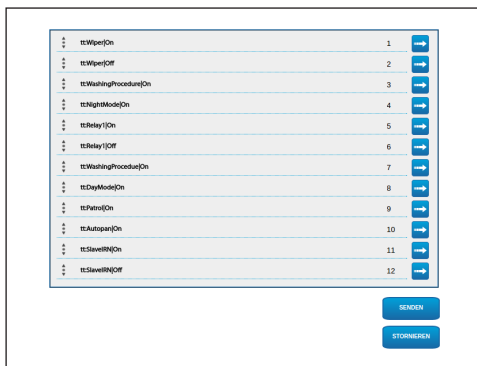 tt:Wiper|On 1
tt:Wiper|Off 2
tt:WashingProcedure|On 3
tt:NightMode|On 4
tt:Relay1|On 5
tt:Relay1|Off 6
tt:WashingProcedue|On 7
tt:DayMode|On 8
tt:Patrol|On 9
tt:Autopan|On 10
tt:SlaveIRN|On 11
tt:SlaveIRN|Off 12
SENDEN
STORNIEREN